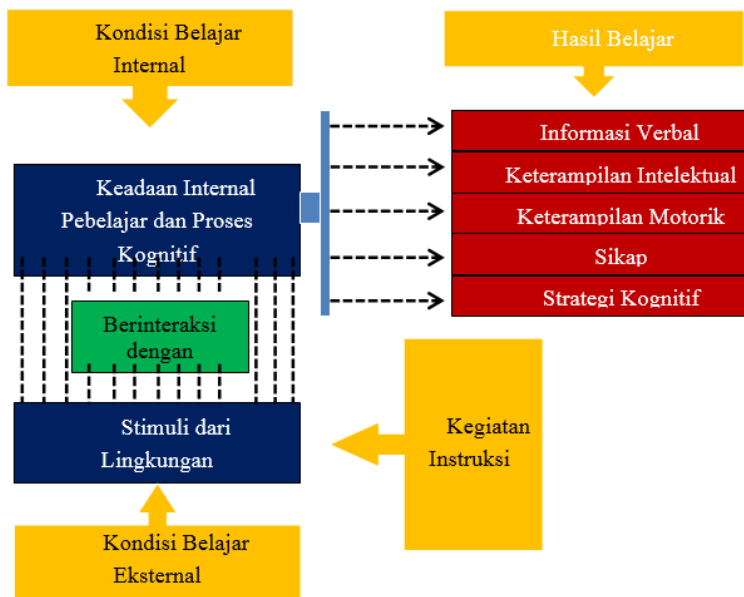 Kondisi Belajar
Internal
Hasil Belajar
Informasi Verbal
Keterampilan Intelektual
Keterampilan Motorik
Sikap
Strategi Kognitif
Keadaan Internal
Pebelajar dan Proses
Kognitif
Berinteraksi
dengan
Stimuli dari
Lingkungan
Kegiatan
Instruksi
Kondisi Belajar
Eksternal